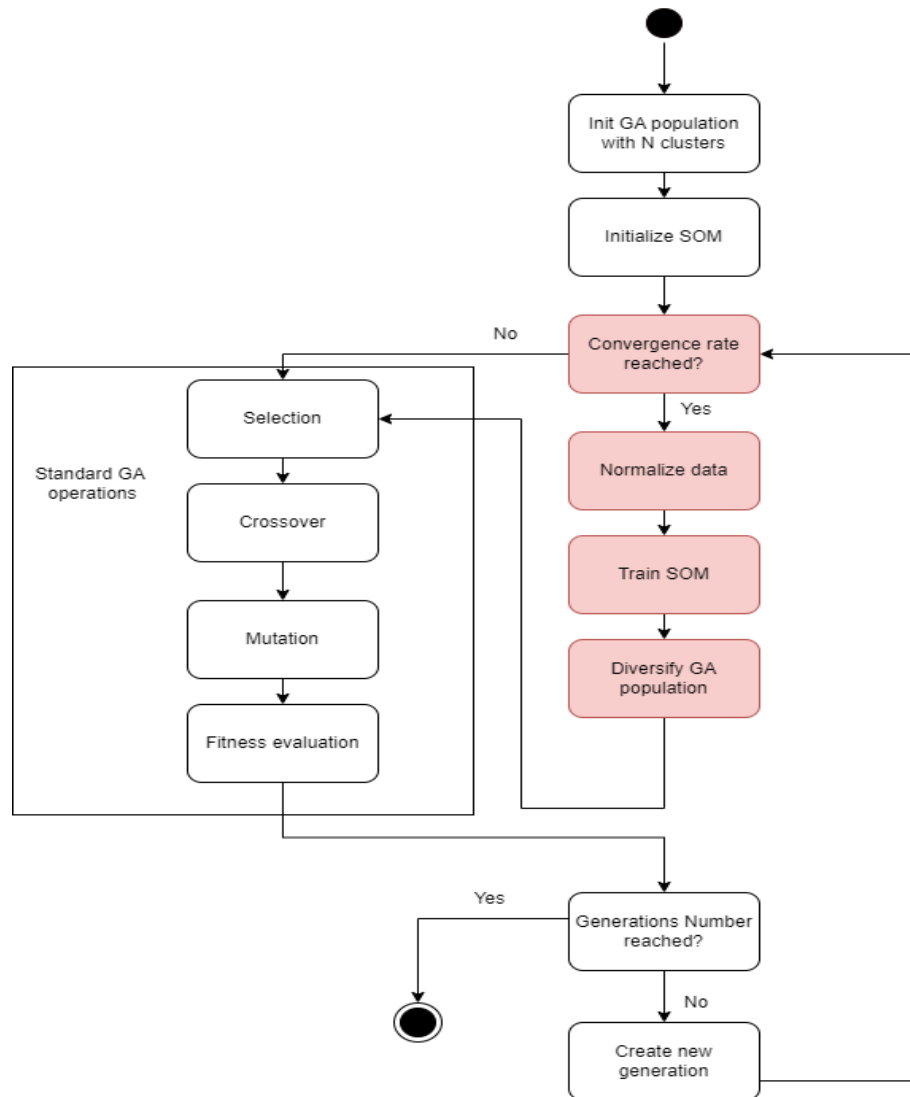 Init GA population
with N clusters
Initialize SOM
Convergence rate
reached?
No
Yes
Selection
Standard GA
operations
Crossover
Mutation
Fitness evaluation
Normalize data
Train SOM
Diversify GA
population
Generations Number
reached?
Yes
No
Create new
generation